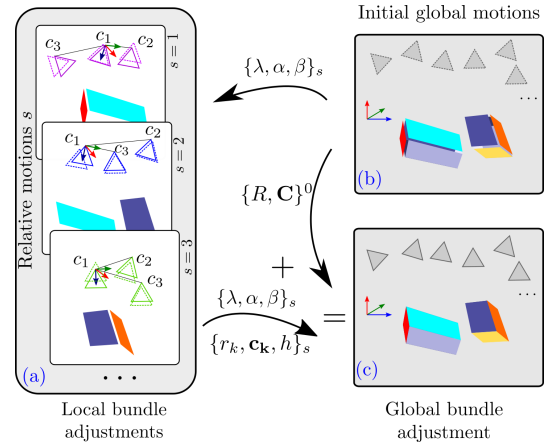 Relative motions s
s = 1
c₃ c₁ c₂
s = 2
c₁ c₃ c₂
s = 3
c₁ c₂
c₃
(a)
. . .
Local bundle
adjustments
{λ, α, β}ₛ
{R, C}⁰
+
{λ, α, β}ₛ
{rₖ, cₖ, h}ₛ
=
Initial global motions
. . .
(b)
. . .
(c)
Global bundle
adjustment